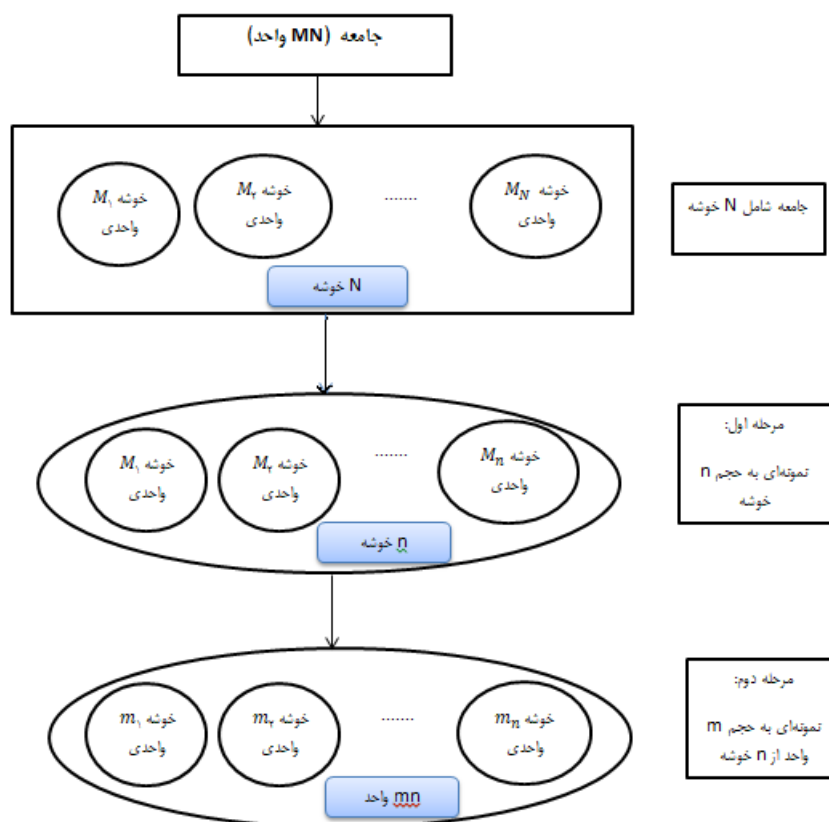 جامعه (MN واحد)
خوشه M۱
واحدی
خوشه M۲
واحدی
.......
خوشه MN
واحدی
N خوشه
جامعه شامل N خوشه
خوشه M۱
واحدی
خوشه M۲
واحدی
.......
خوشه Mn
واحدی
n خوشه
مرحله اول:
نمونه‌ای به حجم n
خوشه
خوشه m۱
واحدی
خوشه m۲
واحدی
.......
خوشه mn
واحدی
mn واحد
مرحله دوم:
نمونه‌ای به حجم m
واحد از n خوشه